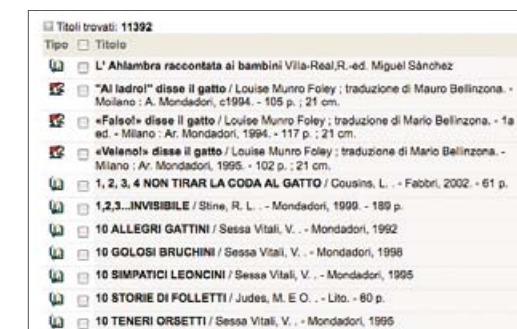 Titoli trovati: 11392
Tipo Titolo
L' Ahlambra raccontata ai bambini Villa-Real,R.-ed. Miguel Sánchez
"Al ladro!" disse il gatto / Louise Munro Foley ; traduzione di Mauro Bellinzona. -
Moilano : A. Mondadori, c1994. - 105 p. ; 21 cm.
«Falso!» disse il gatto / Louise Munro Foley ; traduzione di Mario Bellinzona. - 1a
ed. - Milano : Ar. Mondadori, 1994. - 117 p. ; 21 cm.
«Veleno!» disse il gatto / Louise Munro Foley ; traduzione di Mario Bellinzona. -
Milano : Ar. Mondadori, 1995. - 102 p. ; 21 cm.
1, 2, 3, 4 NON TIRAR LA CODA AL GATTO / Cousins, L. . - Fabbri, 2002. - 61 p.
1,2,3...INVISIBILE / Stine, R. L. . - Mondadori, 1999. - 189 p.
10 ALLEGRI GATTINI / Sessa Vitali, V. . - Mondadori, 1992
10 GOLOSI BRUCHINI / Sessa Vitali, V. . - Mondadori, 1998
10 SIMPATICI LEONCINI / Sessa Vitali, V. . - Mondadori, 1995
10 STORIE DI FOLLETTI / Judes, M. E O. . - Lito. - 60 p.
10 TENERI ORSETTI / Sessa Vitali, V. . - Mondadori, 1995